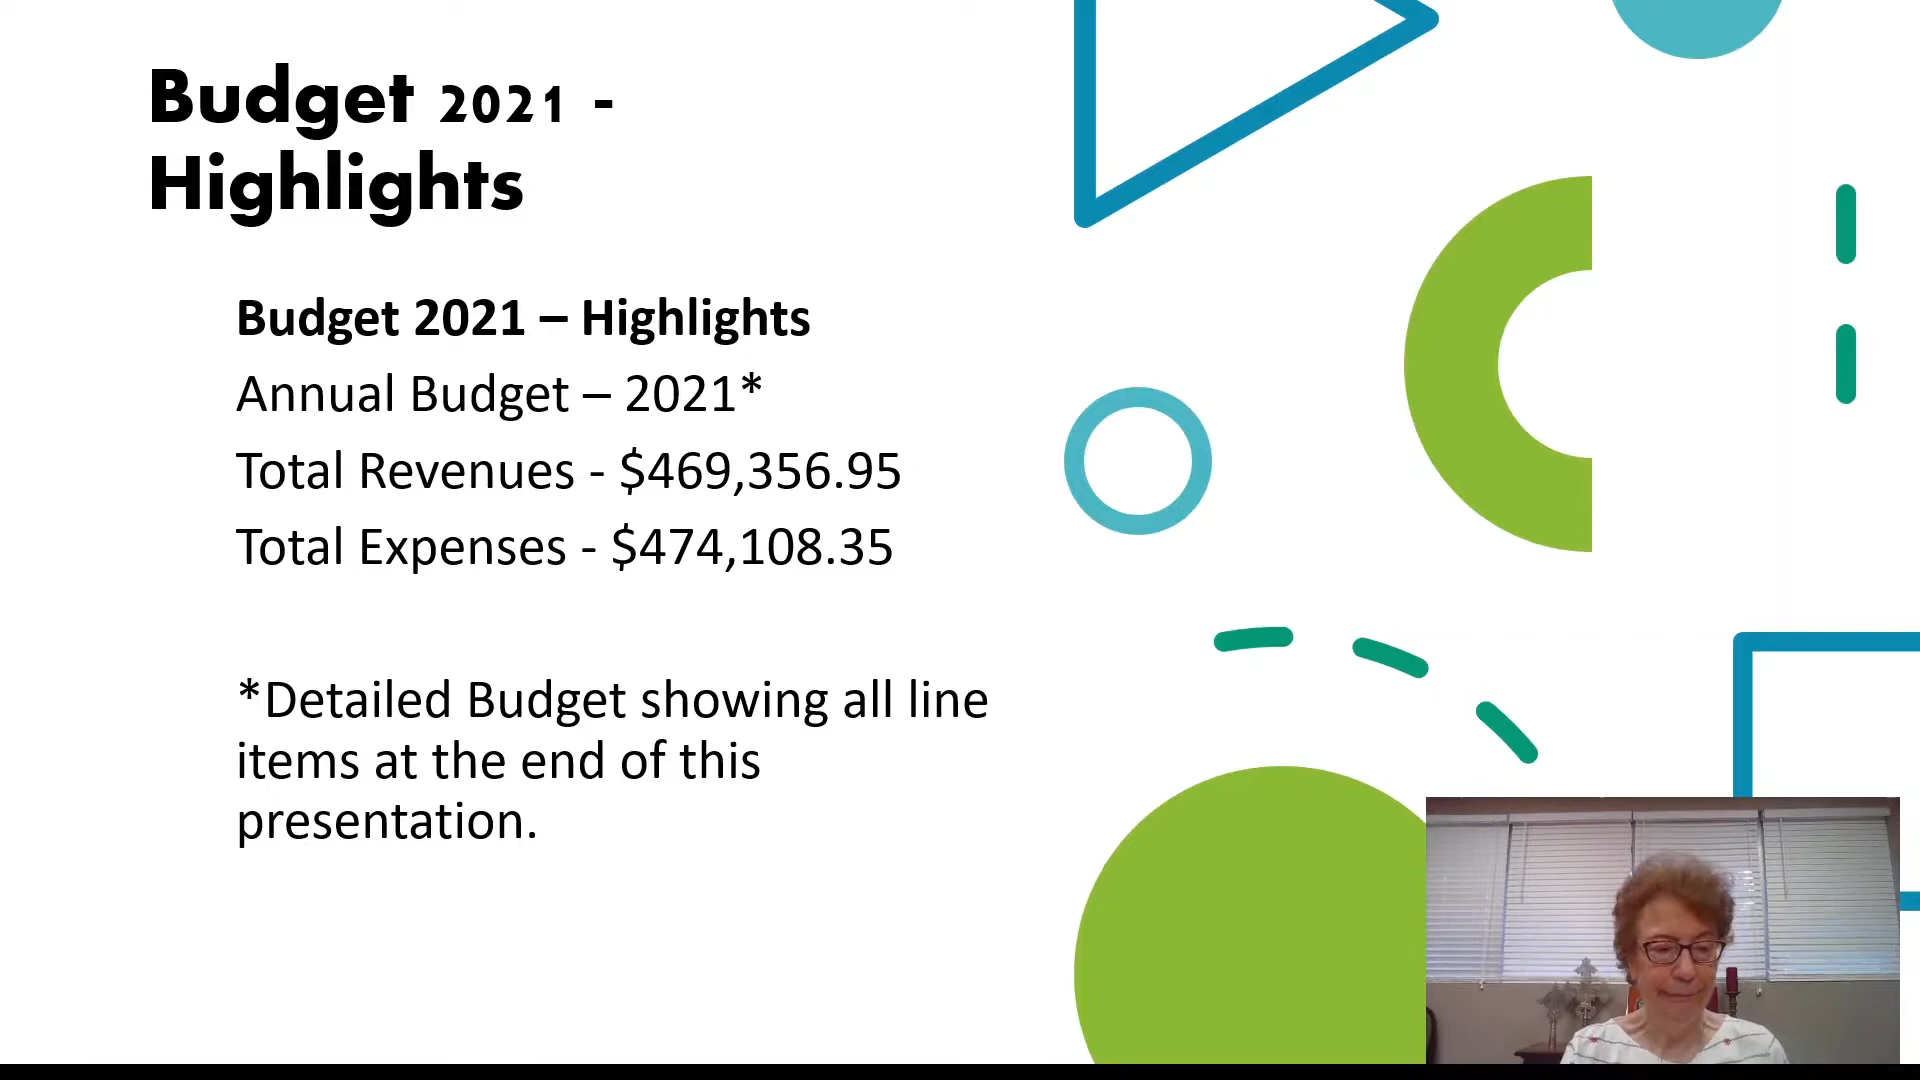 Budget 2021 -
Highlights
Budget 2021 – Highlights
Annual Budget – 2021*
Total Revenues - $469,356.95
Total Expenses - $474,108.35
*Detailed Budget showing all line
items at the end of this
presentation.